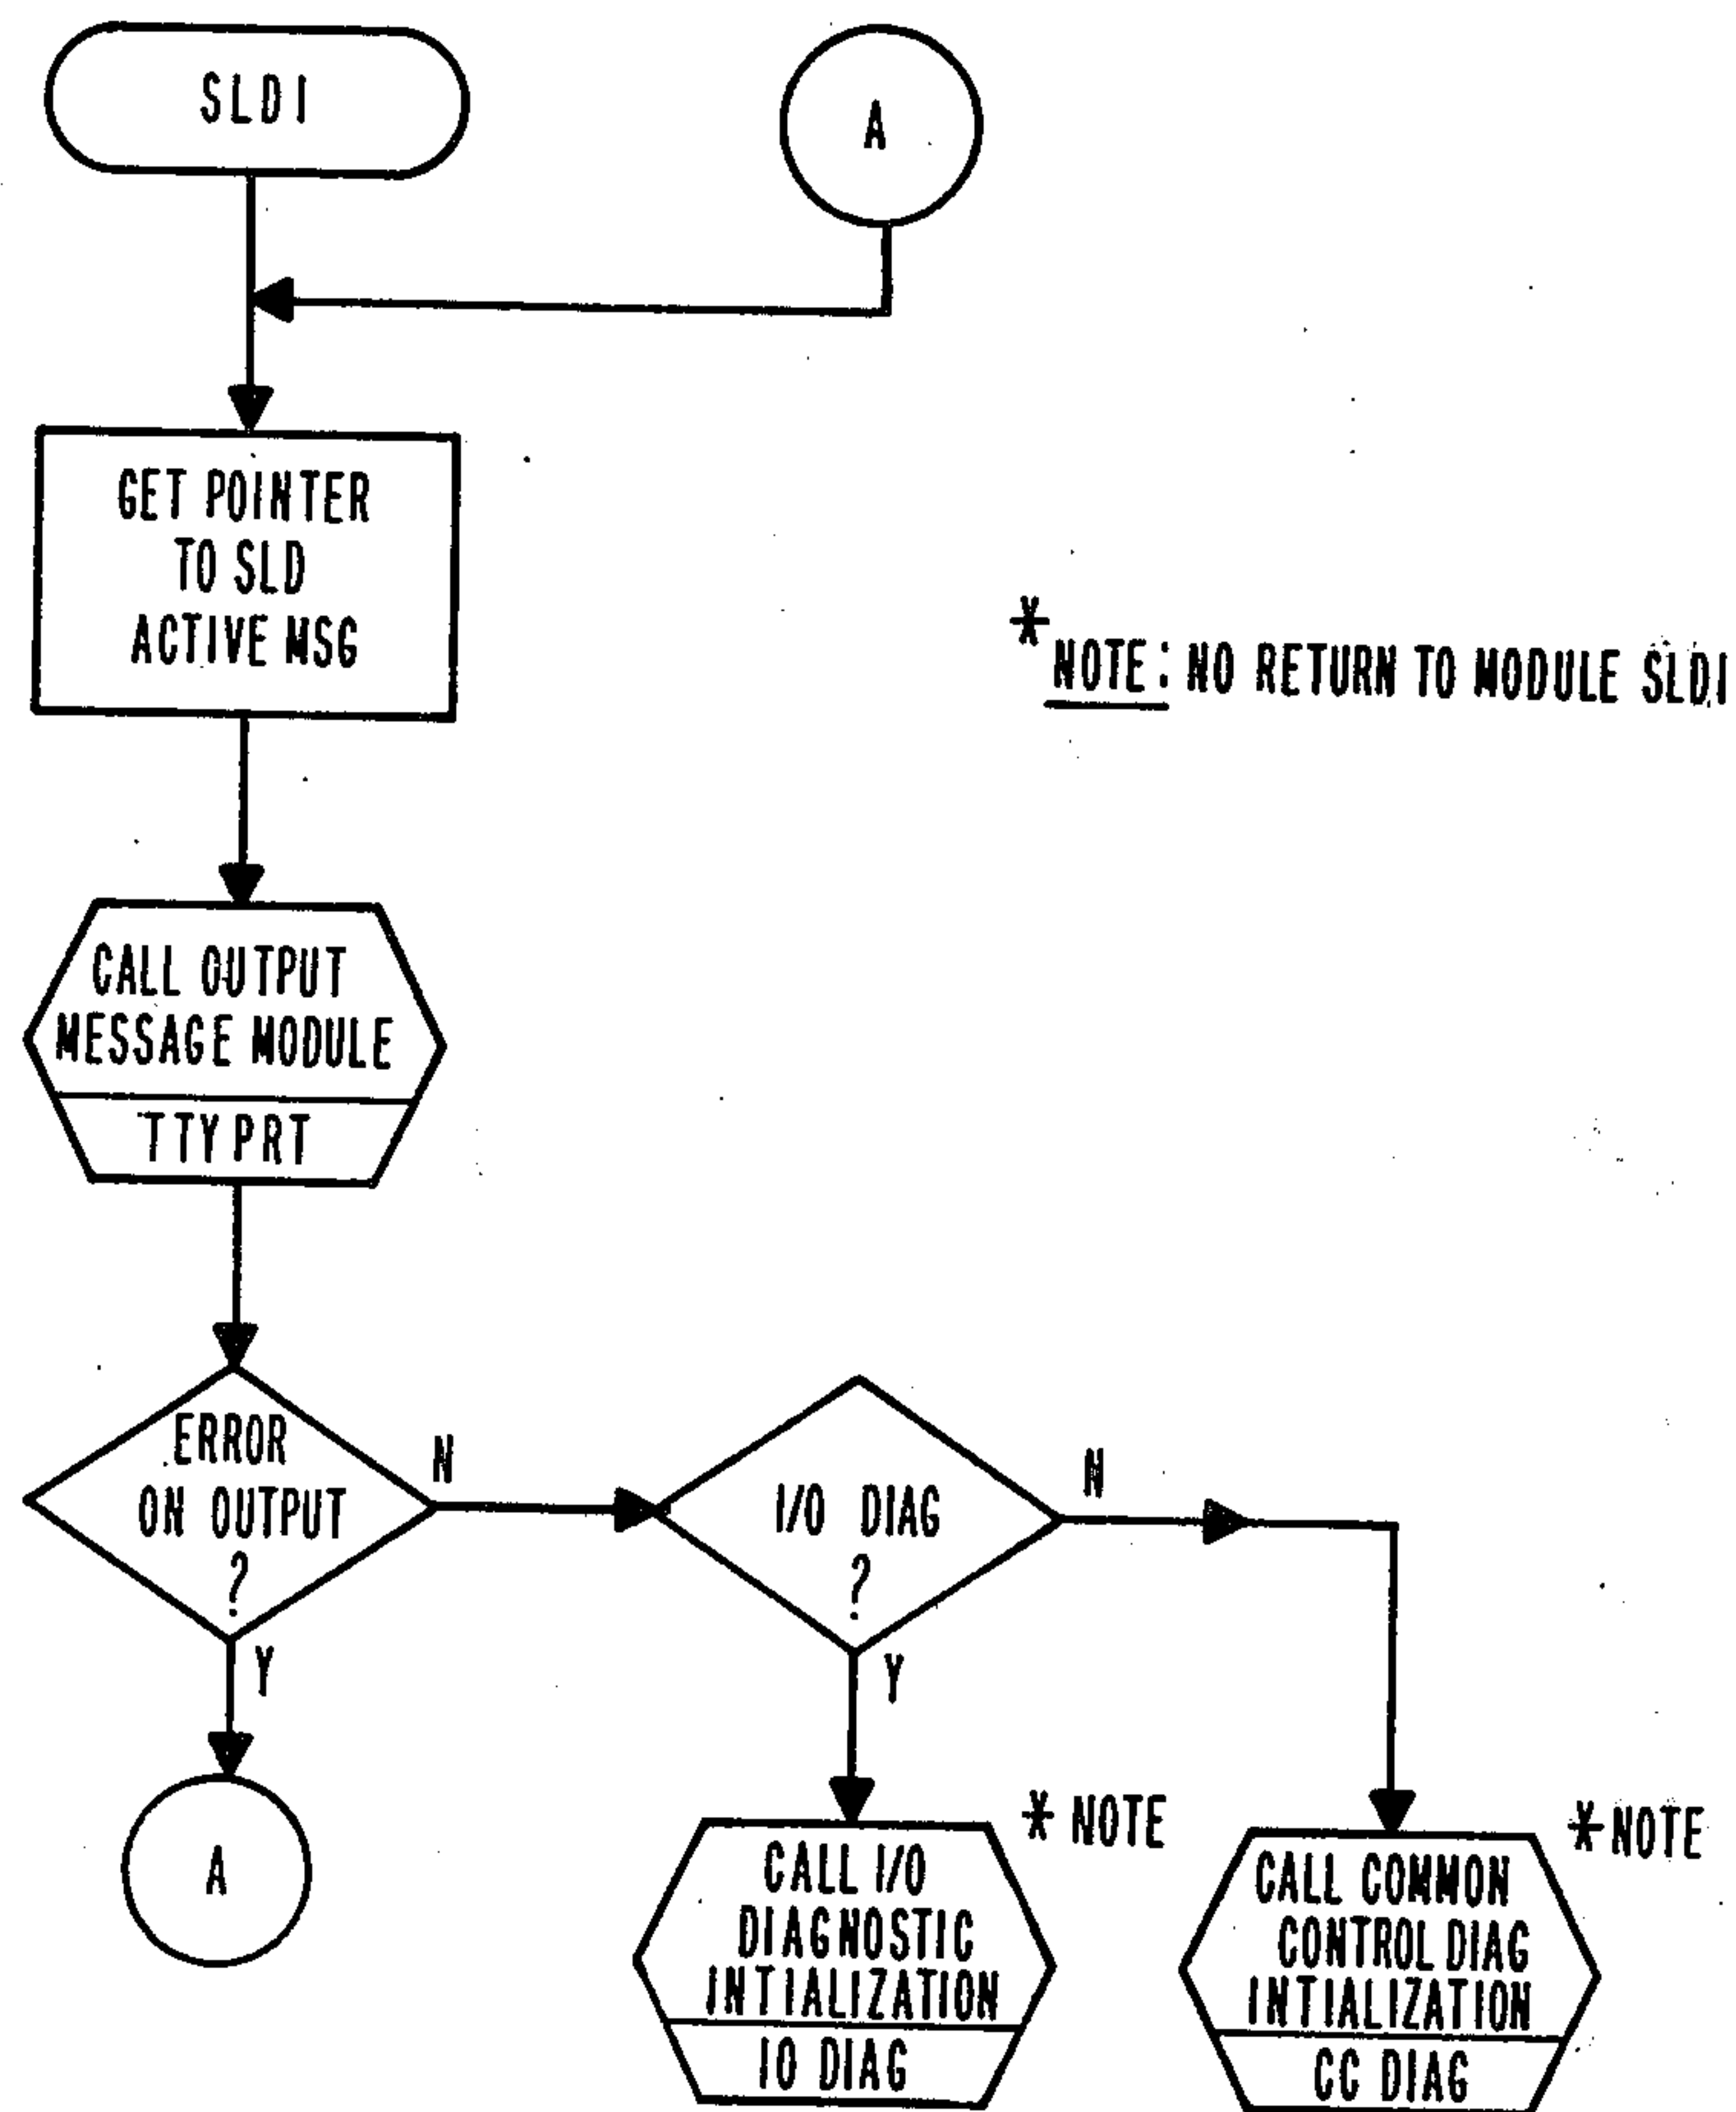 SLDI
A
GET POINTER
TO SLD
ACTIVE MSG
* NOTE: NO RETURN TO MODULE SLDI
CALL OUTPUT
MESSAGE MODULE
TTYPRT
ERROR
ON OUTPUT
?
N
Y
I/O DIAG
?
N
Y
A
* NOTE
CALL I/O
DIAGNOSTIC
INTIALIZATION
IO DIAG
* NOTE
CALL COMMON
CONTROL DIAG
INTIALIZATION
CC DIAG